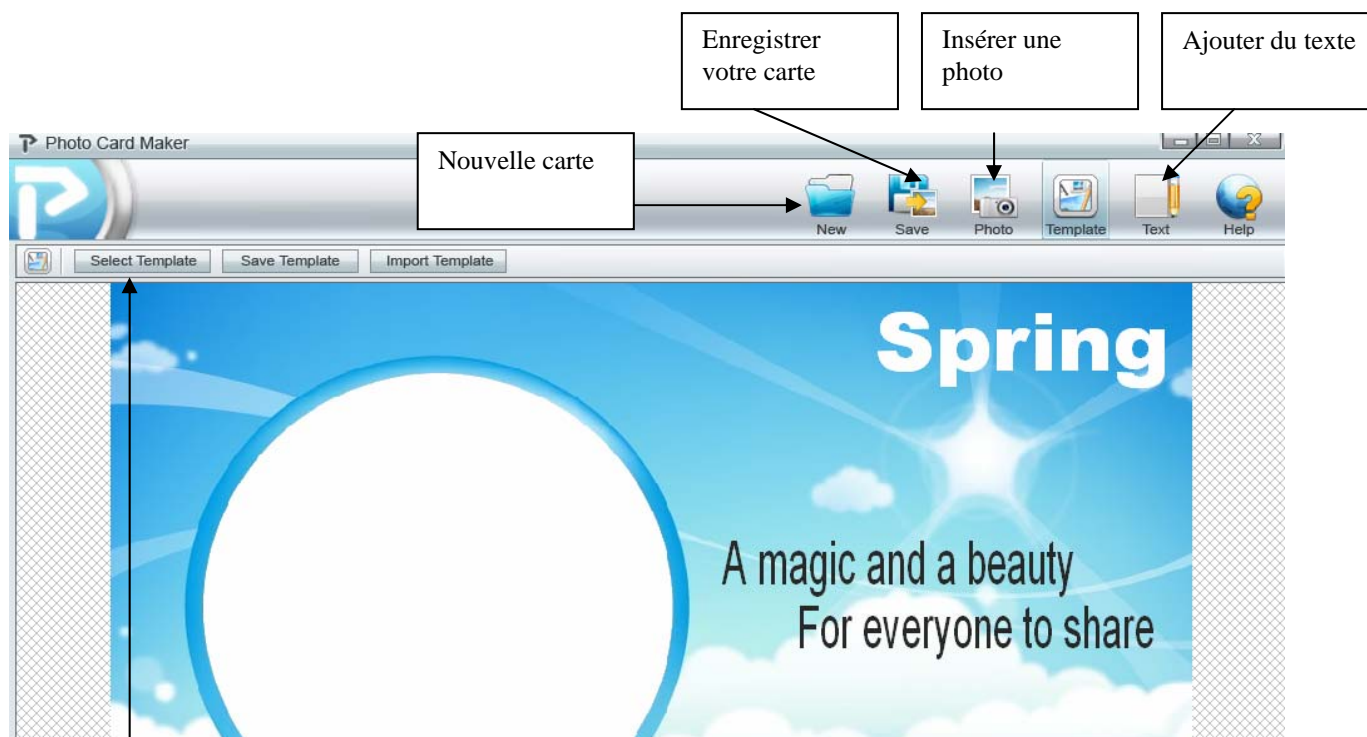 Enregistrer
votre carte
Insérer une
photo
Ajouter du texte
Photo Card Maker
Nouvelle carte
New
Save
Photo
Template
Text
Help
Select Template
Save Template
Import Template
Spring
A magic and a beauty
For everyone to share